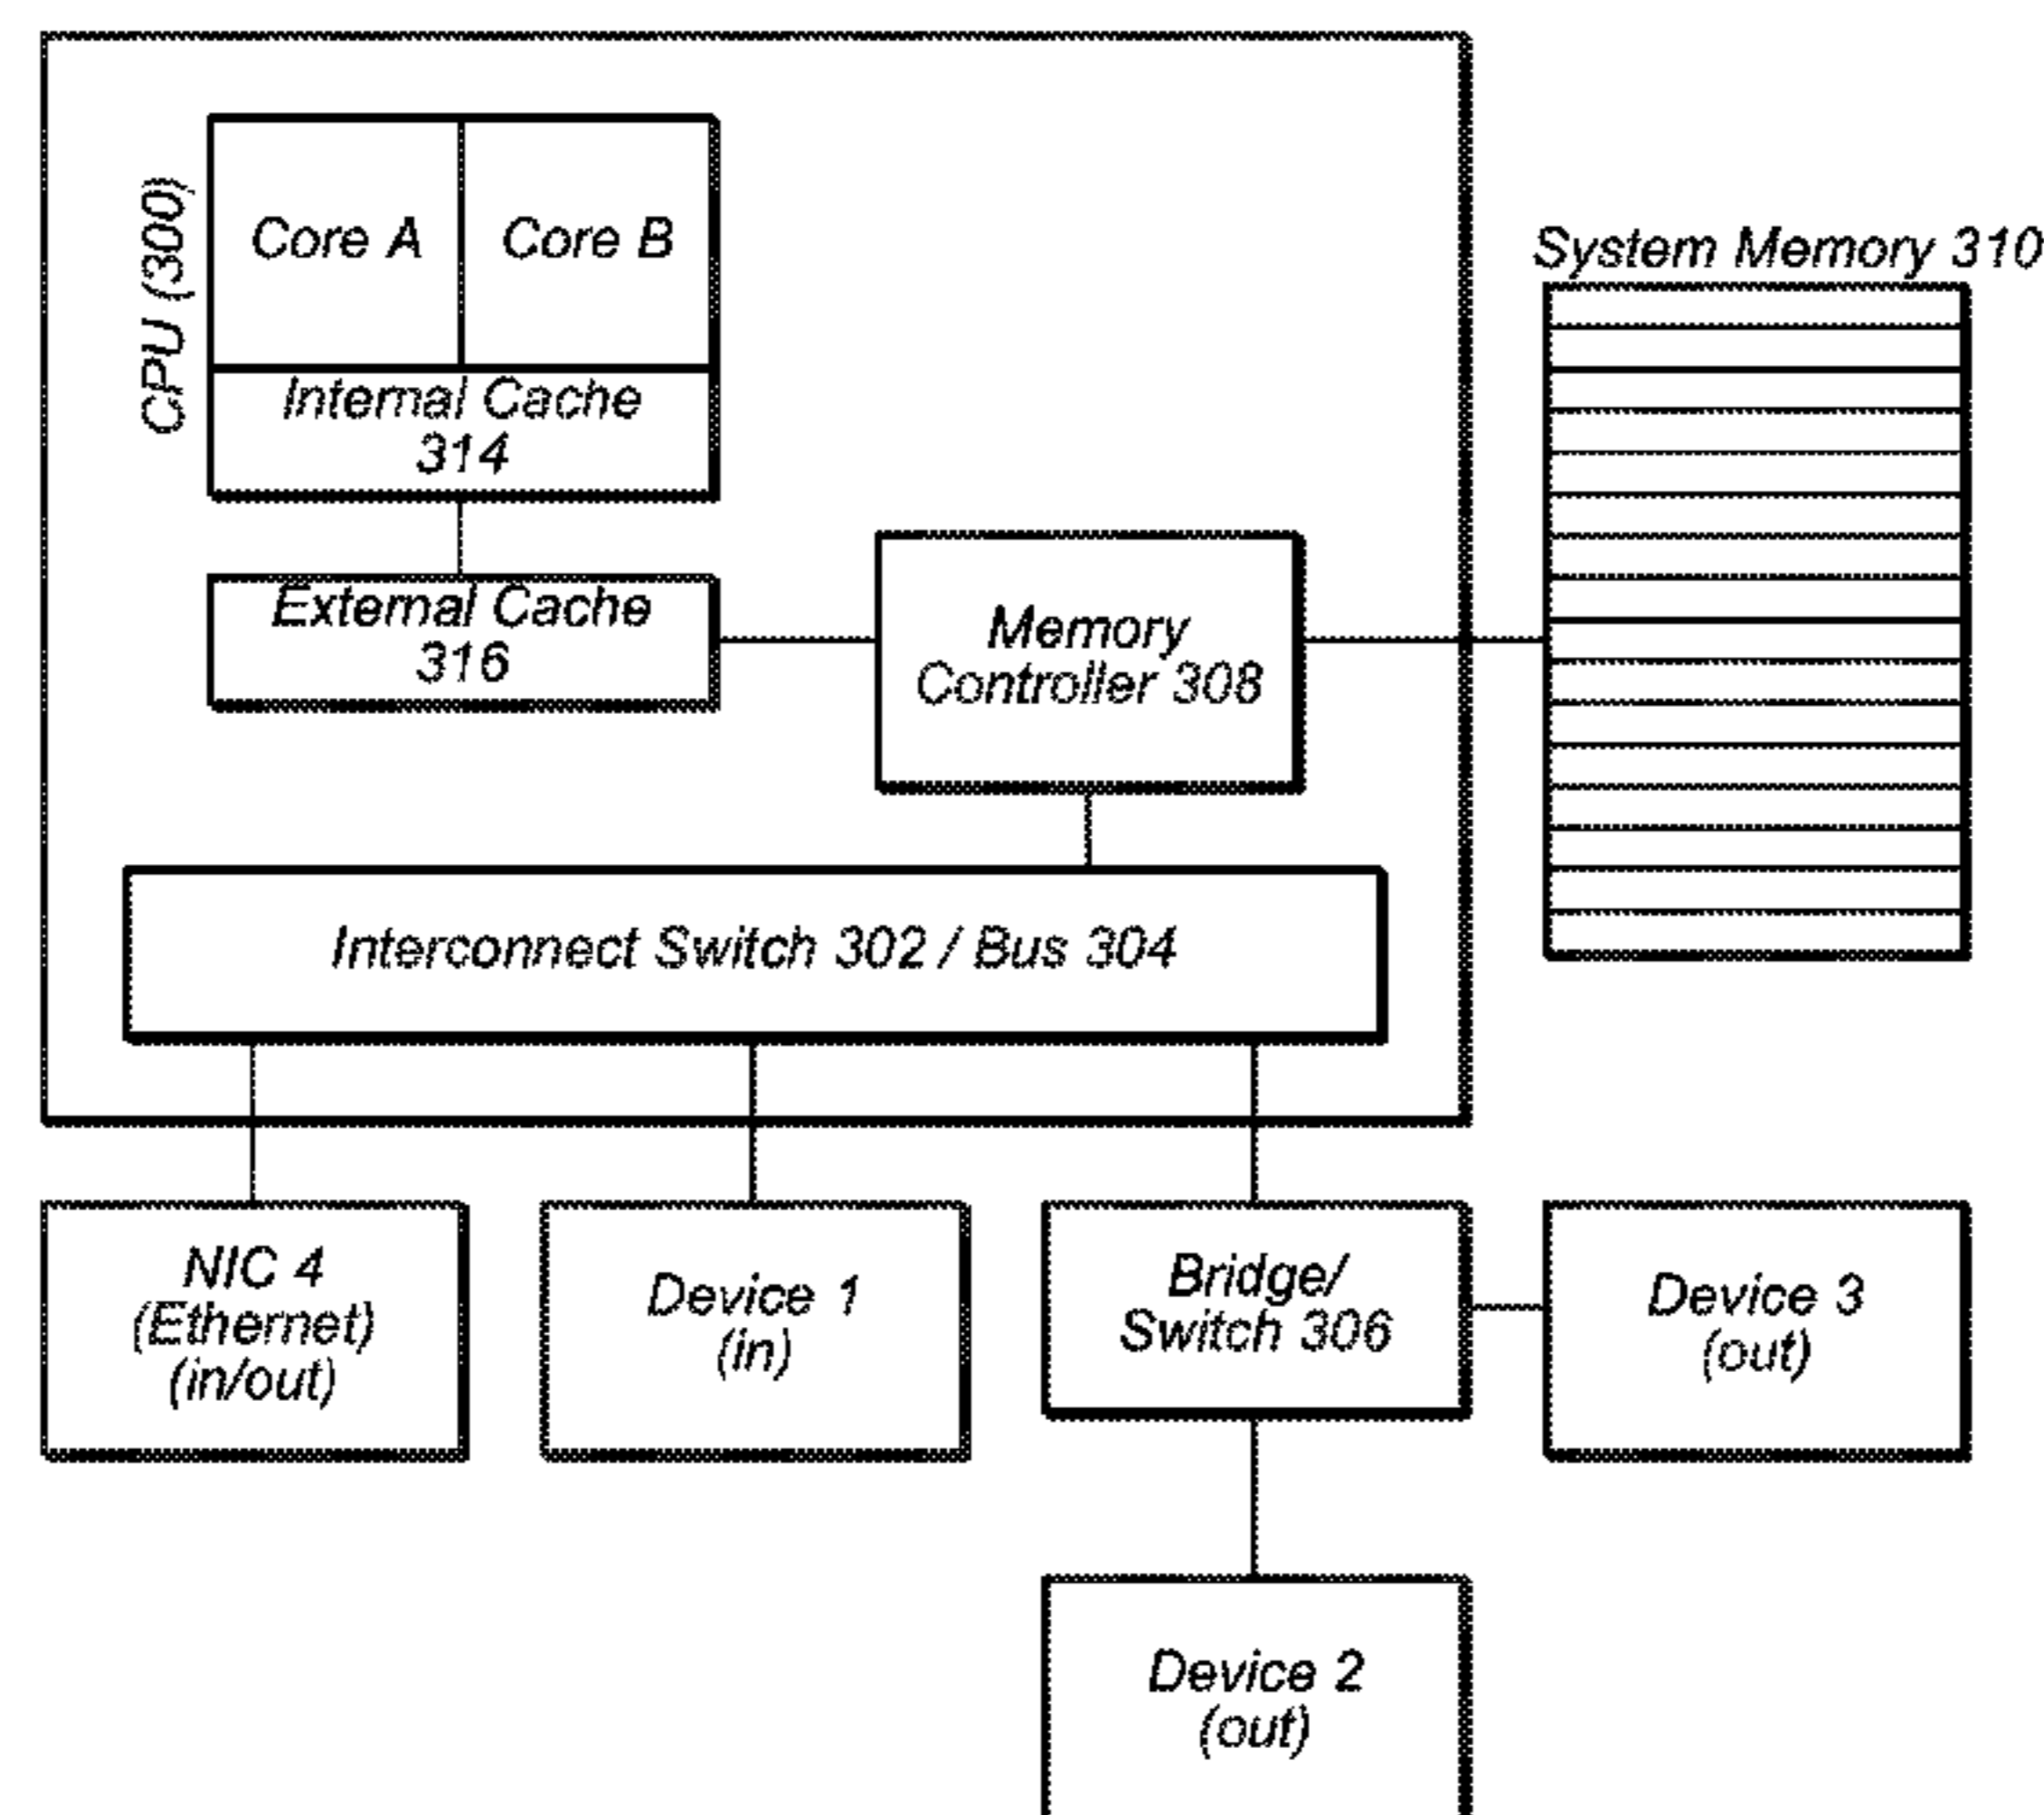 CPU (300)
Core A
Core B
Internal Cache
314
External Cache
316
Memory
Controller 308
System Memory 310
Interconnect Switch 302 / Bus 304
NIC 4
(Ethernet)
(in/out)
Device 1
(in)
Bridge/
Switch 306
Device 3
(out)
Device 2
(out)